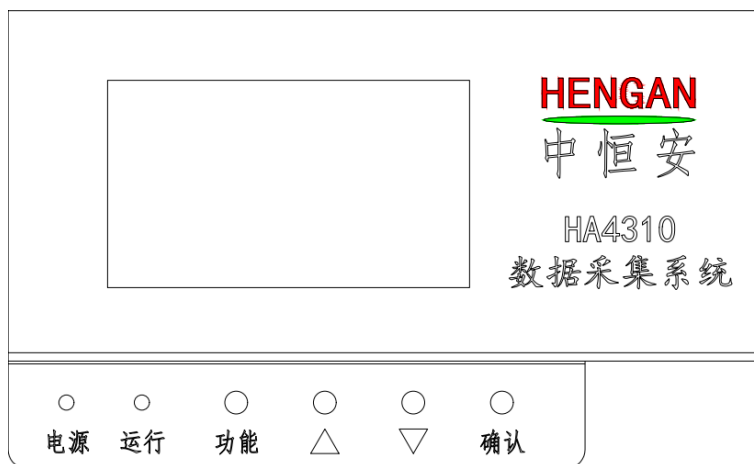 HENGAN
中恒安
HA4310
数据采集系统
电源 运行 功能 △ ▽ 确认